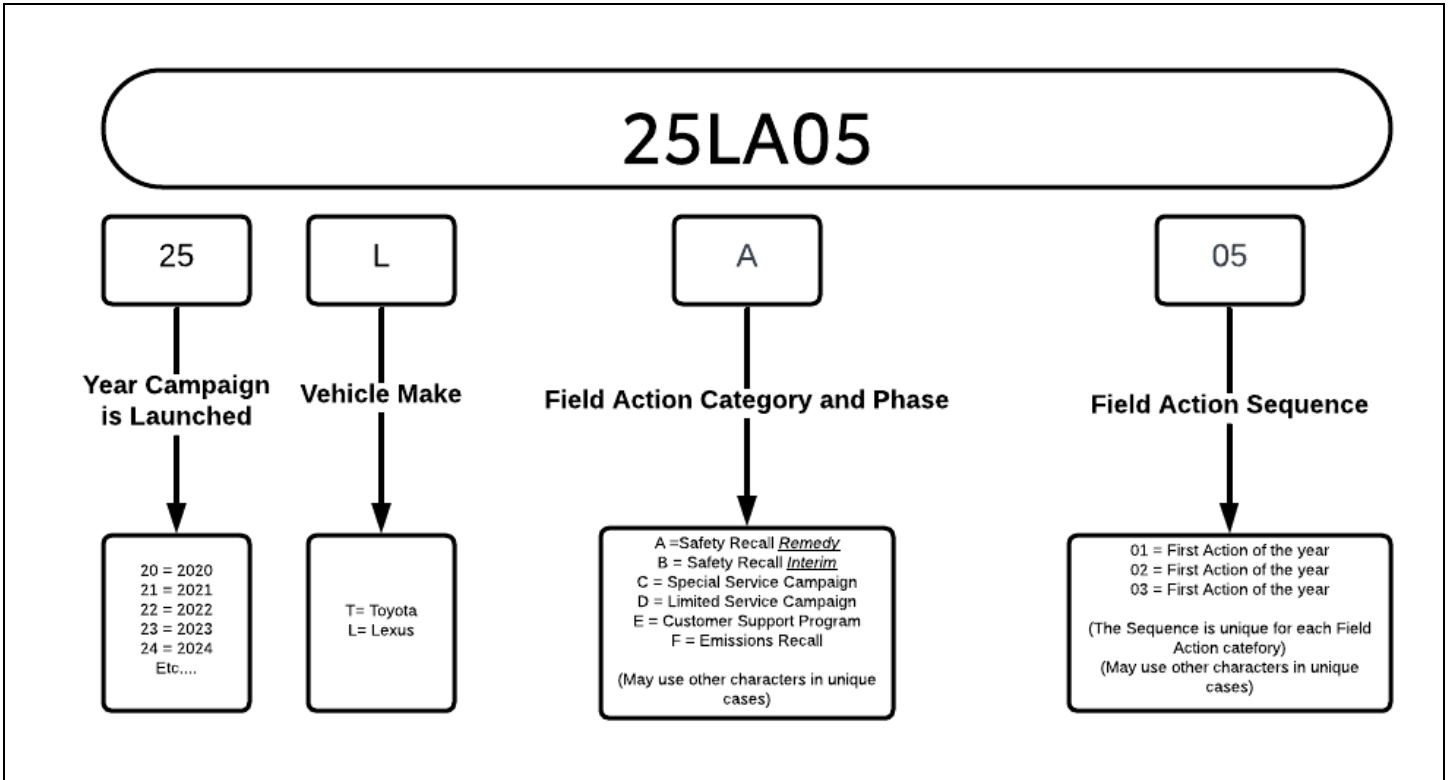 25LA05
25
L
A
05
Year Campaign
is Launched
Vehicle Make
Field Action Category and Phase
Field Action Sequence
20 = 2020
21 = 2021
22 = 2022
23 = 2023
24 = 2024
Etc....
T= Toyota
L= Lexus
A =Safety Recall Remedy
B = Safety Recall Interim
C = Special Service Campaign
D = Limited Service Campaign
E = Customer Support Program
F = Emissions Recall
(May use other characters in unique
cases)
01 = First Action of the year
02 = First Action of the year
03 = First Action of the year
(The Sequence is unique for each Field
Action catefory)
(May use other characters in unique
cases)